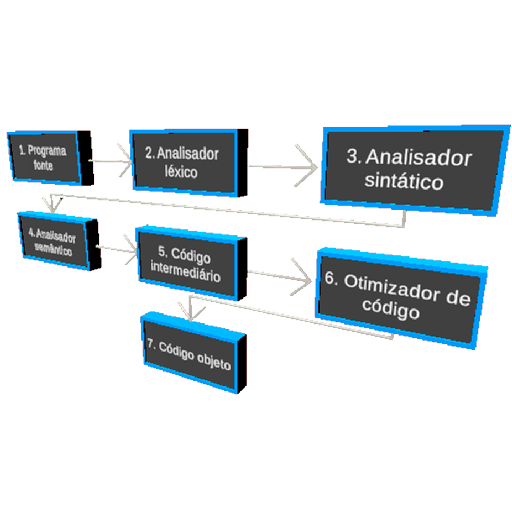 1. Programa
fonte
2. Analisador
léxico
3. Analisador
sintático
4. Analisador
semântico
5. Código
intermediário
6. Otimizador de
código
7. Código objeto